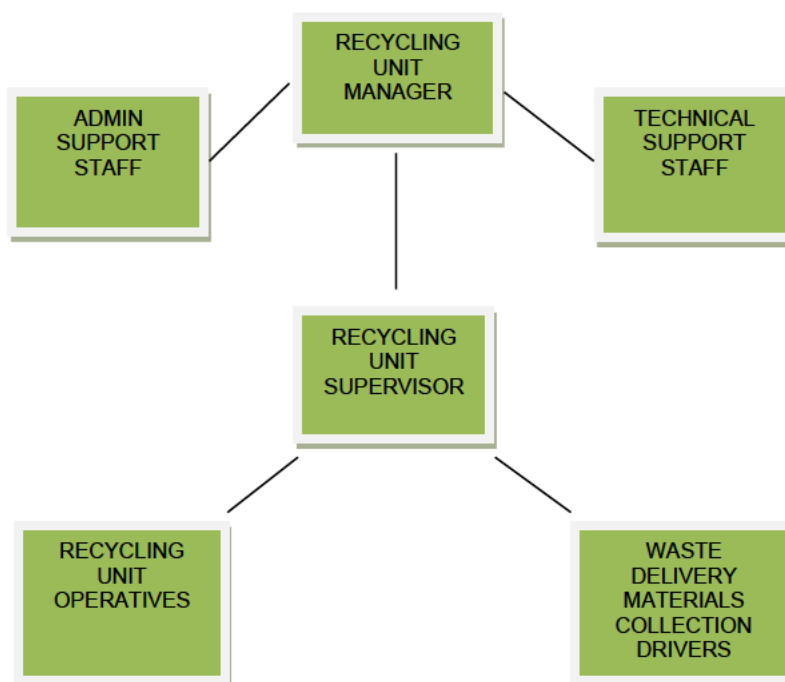 RECYCLING
UNIT
MANAGER
ADMIN
SUPPORT
STAFF
TECHNICAL
SUPPORT
STAFF
RECYCLING
UNIT
SUPERVISOR
RECYCLING
UNIT
OPERATIVES
WASTE
DELIVERY
MATERIALS
COLLECTION
DRIVERS